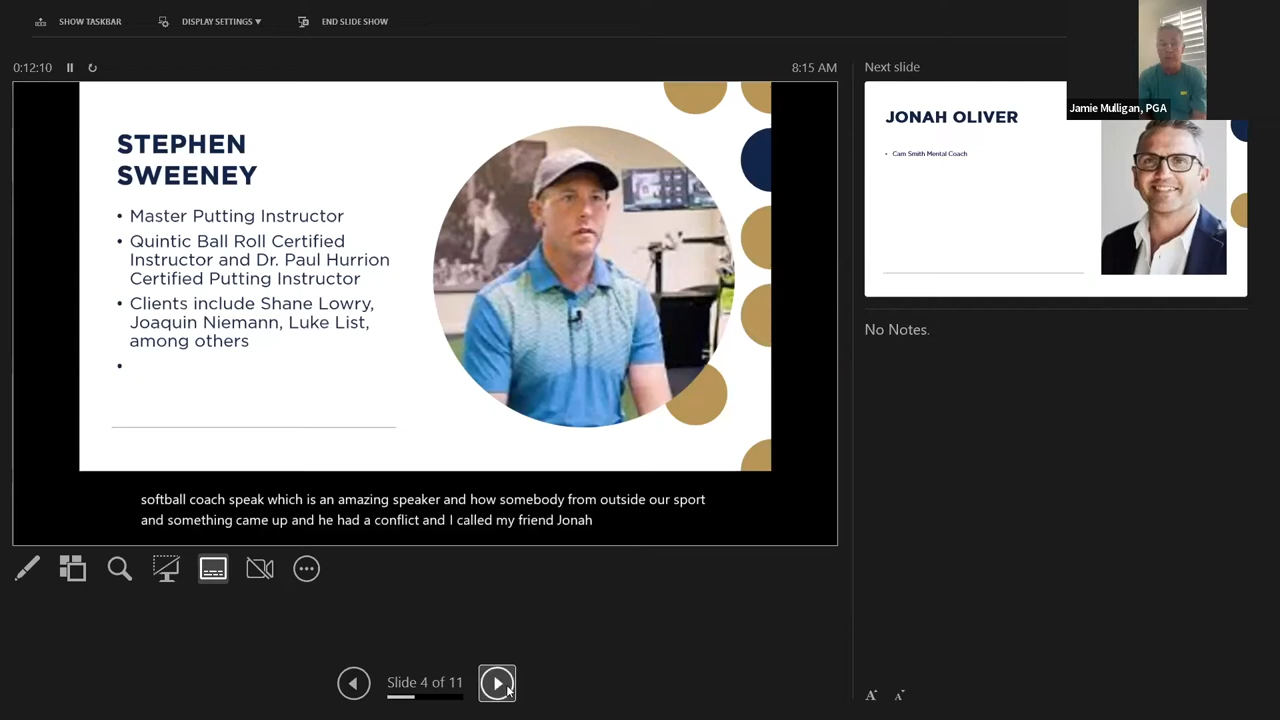 SHOW TASKBAR
DISPLAY SETTINGS ▼
END SLIDE SHOW
0:12:10
8:15 AM
STEPHEN
SWEENEY
• Master Putting Instructor
• Quintic Ball Roll Certified
Instructor and Dr. Paul Hurrion
Certified Putting Instructor
• Clients include Shane Lowry,
Joaquin Niemann, Luke List,
among others
•
softball coach speak which is an amazing speaker and how somebody from outside our sport
and something came up and he had a conflict and I called my friend Jonah
Slide 4 of 11
Next slide
Jamie Mulligan, PGA
JONAH OLIVER
• Cam Smith Mental Coach
No Notes.
A A